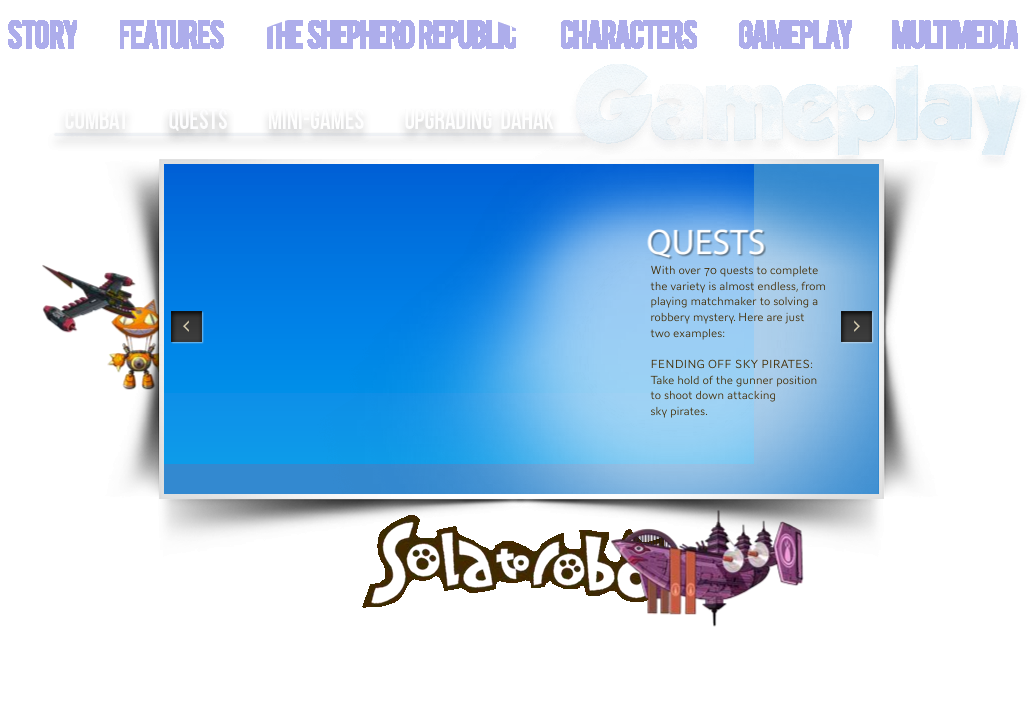 STORY FEATURES THE SHEPHERD REPUBLIC CHARACTERS GAMEPLAY MULTIMEDIA
Gameplay
COMBAT QUESTS MINI-GAMES UPGRADING DAHAK
QUESTS
With over 70 quests to complete
the variety is almost endless, from
playing matchmaker to solving a
robbery mystery. Here are just
two examples:
FENDING OFF SKY PIRATES:
Take hold of the gunner position
to shoot down attacking
sky pirates.
Solatorobo